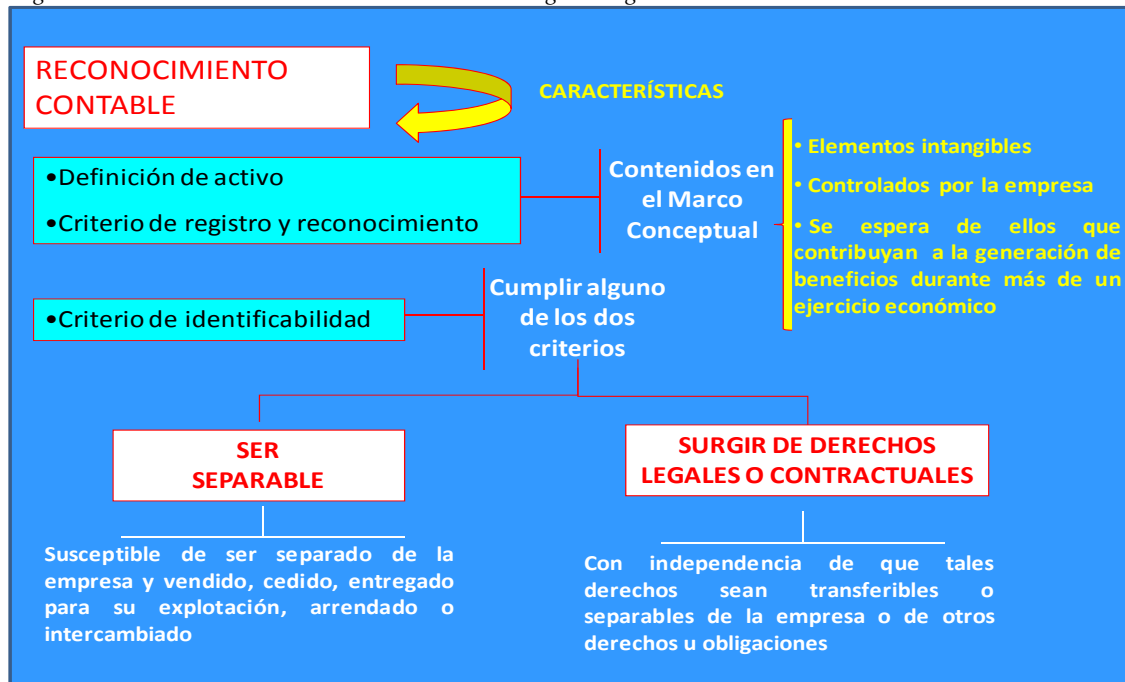 RECONOCIMIENTO
CONTABLE
CARACTERÍSTICAS
•Definición de activo
•Criterio de registro y reconocimiento
Contenidos en
el Marco
Conceptual
• Elementos intangibles
• Controlados por la empresa
• Se espera de ellos que
contribuyan a la generación de
beneficios durante más de un
ejercicio económico
•Criterio de identificabilidad
Cumplir alguno
de los dos
criterios
SER
SEPARABLE
Susceptible de ser separado de la
empresa y vendido, cedido, entregado
para su explotación, arrendado o
intercambiado
SURGIR DE DERECHOS
LEGALES O CONTRACTUALES
Con independencia de que tales
derechos sean transferibles o
separables de la empresa o de otros
derechos u obligaciones